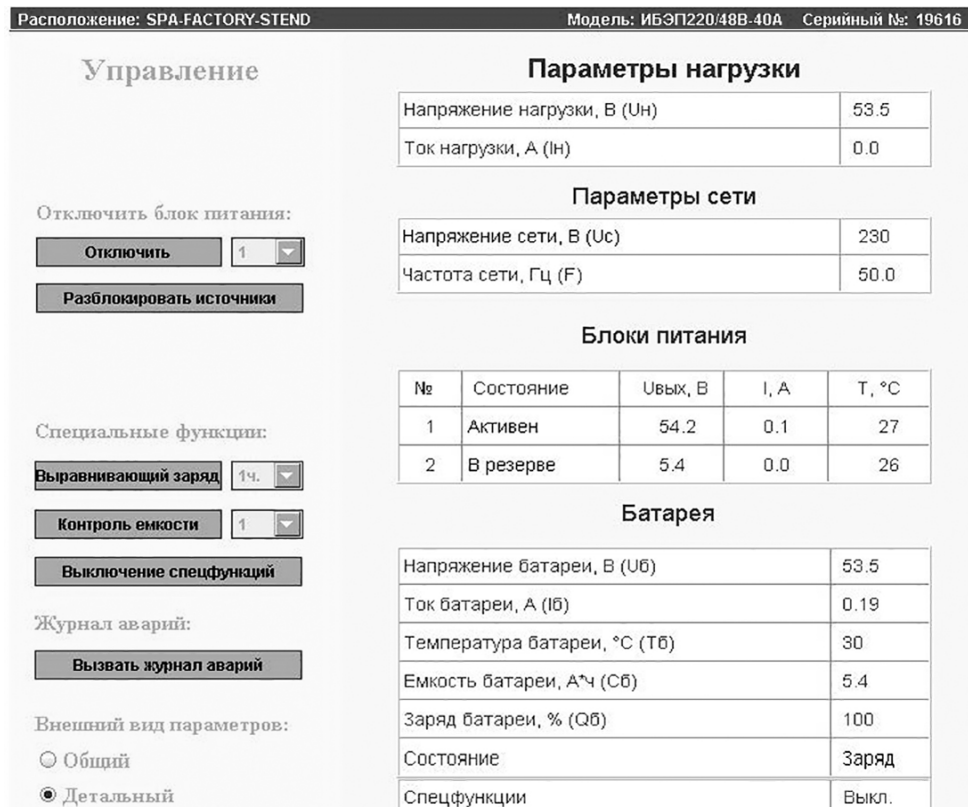 Расположение: SPA-FACTORY-STEND Модель: ИБЭП220/48В-40А Серийный №: 19616
Управление
Отключить блок питания:
Отключить 1
Разблокировать источники
Специальные функции:
Выравнивающий заряд 1ч.
Контроль емкости 1
Выключение спецфункций
Журнал аварий:
Вызвать журнал аварий
Внешний вид параметров:
Общий
Детальный
Параметры нагрузки
Напряжение нагрузки, В (Uн) 53.5
Ток нагрузки, А (Iн) 0.0
Параметры сети
Напряжение сети, В (Uс) 230
Частота сети, Гц (F) 50.0
Блоки питания
№ Состояние Uвых, В I, А Т, °С
1 Активен 54.2 0.1 27
2 В резерве 5.4 0.0 26
Батарея
Напряжение батареи, В (Uб) 53.5
Ток батареи, А (Iб) 0.19
Температура батареи, °С (Тб) 30
Емкость батареи, А*ч (Сб) 5.4
Заряд батареи, % (Qб) 100
Состояние Заряд
Спецфункции Выкл.